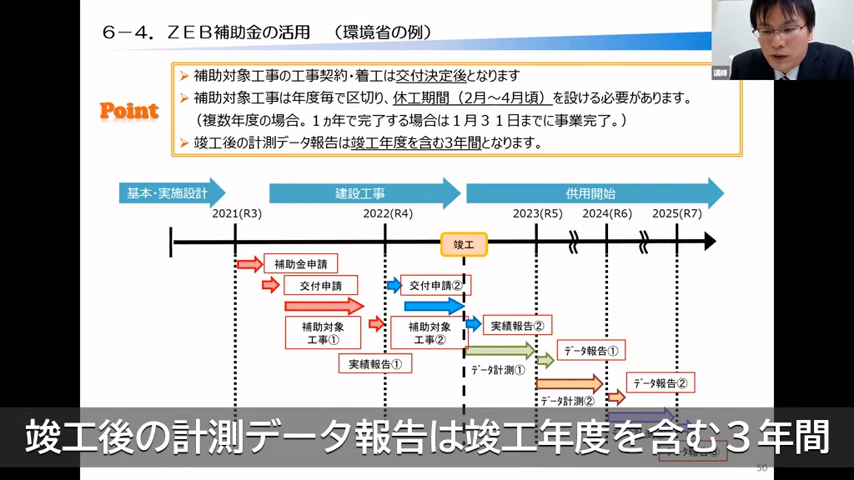 6－4．ＺＥＢ補助金の活用　（環境省の例）
講師
Point
➢ 補助対象工事の工事契約・着工は交付決定後となります
➢ 補助対象工事は年度毎で区切り、休工期間（2月～4月頃）を設ける必要があります。
（複数年度の場合。１ヵ年で完了する場合は１月３１日までに事業完了。）
➢ 竣工後の計測データ報告は竣工年度を含む3年間となります。
基本・実施設計
建設工事
供用開始
2021(R3)
2022(R4)
2023(R5)
2024(R6)
2025(R7)
竣工
補助金申請
交付申請
交付申請②
補助対象
工事①
補助対象
工事②
実績報告②
実績報告①
ﾃﾞｰﾀ報告①
ﾃﾞｰﾀ計測①
ﾃﾞｰﾀ報告②
ﾃﾞｰﾀ計測②
竣工後の計測データ報告は竣工年度を含む３年間
50